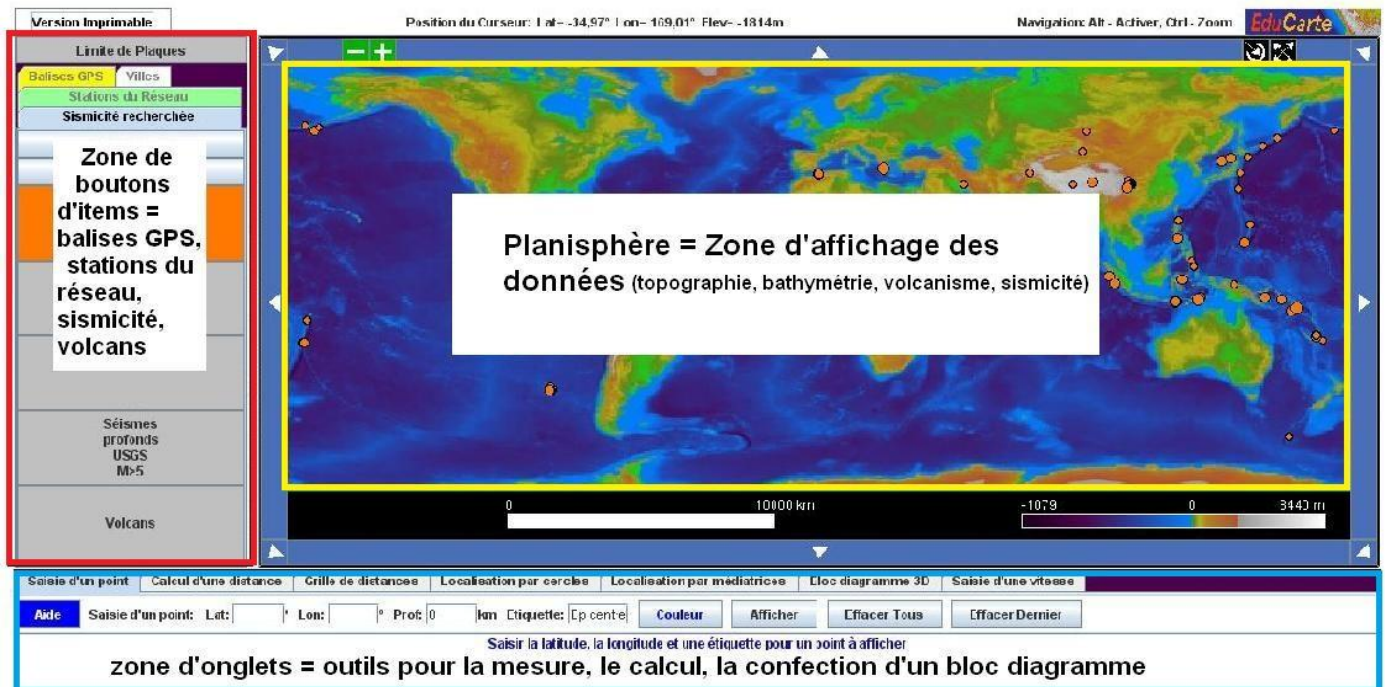 Version Imprimable
Position du Curseur: Lat= -34,97° Lon= 169,01° Elev= -1814m
Navigation: Alt - Activer, Ctrl - Zoom
EduCarte
Limite de Plaques
Balises GPS Villes
Stations du Réseau
Sismicité recherchée
Zone de
boutons
d'items =
balises GPS,
stations du
réseau,
sismicité,
volcans
Séismes
profonds
USGS
M>5
Volcans
Planisphère = Zone d'affichage des
données (topographie, bathymétrie, volcanisme, sismicité)
0 10000 km
-1079 0 8443 m
Saisie d'un point Calcul d'une distance Grille de distances Localisation par cercles Localisation par médiatrices Bloc diagramme 3D Saisie d'une vitesse
Aide Saisie d'un point: Lat: ° Lon: ° Prof: 0 km Etiquette: Epicentre Couleur Afficher Effacer Tous Effacer Dernier
Saisir la latitude, la longitude et une étiquette pour un point à afficher
zone d'onglets = outils pour la mesure, le calcul, la confection d'un bloc diagramme